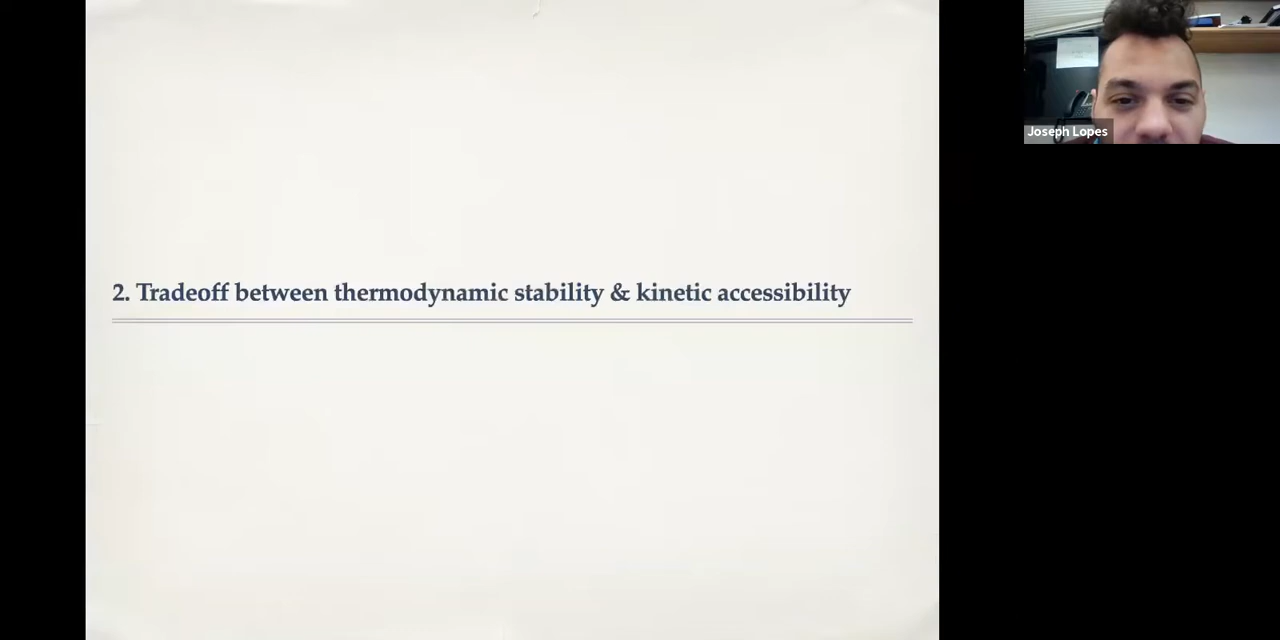 2. Tradeoff between thermodynamic stability & kinetic accessibility
Joseph Lopes